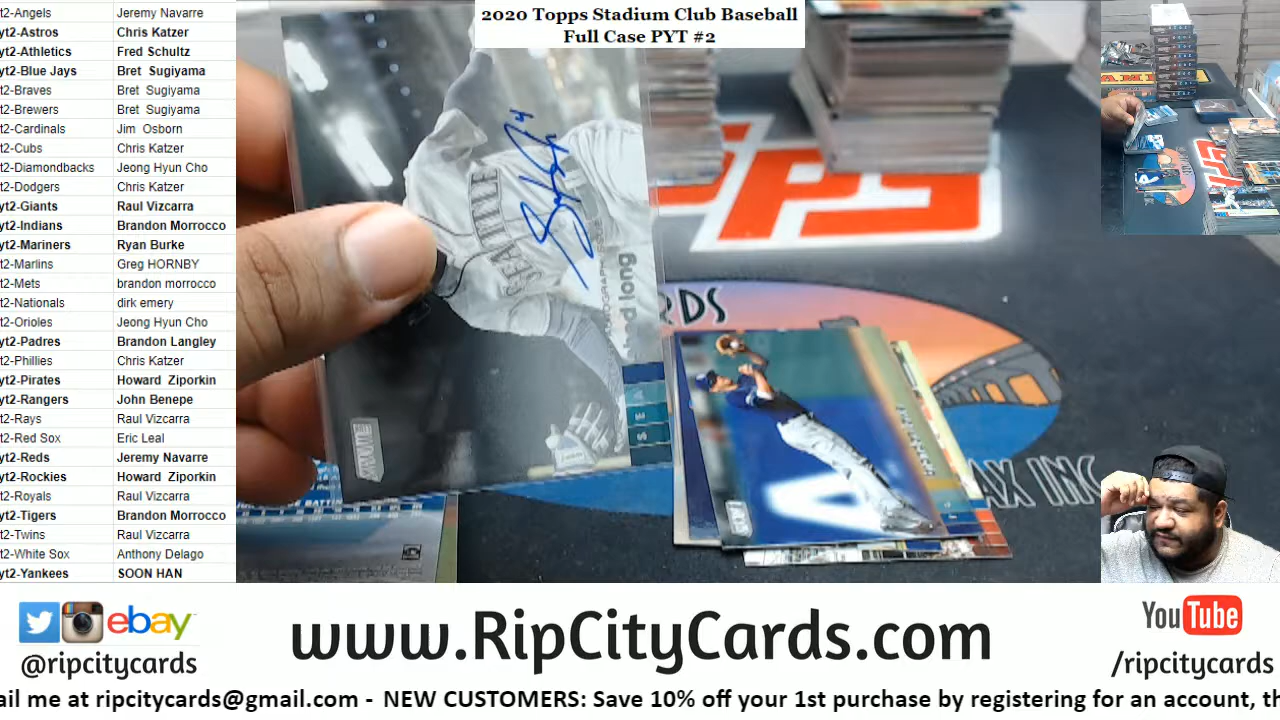 2020 Topps Stadium Club Baseball
Full Case PYT #2
t2-Angels Jeremy Navarre
yt2-Astros Chris Katzer
yt2-Athletics Fred Schultz
yt2-Blue Jays Bret Sugiyama
t2-Braves Bret Sugiyama
t2-Brewers Bret Sugiyama
t2-Cardinals Jim Osborn
t2-Cubs Chris Katzer
t2-Diamondbacks Jeong Hyun Cho
t2-Dodgers Chris Katzer
yt2-Giants Raul Vizcarra
yt2-Indians Brandon Morrocco
yt2-Mariners Ryan Burke
t2-Marlins Greg HORNBY
t2-Mets brandon morrocco
t2-Nationals dirk emery
t2-Orioles Jeong Hyun Cho
yt2-Padres Brandon Langley
t2-Phillies Chris Katzer
yt2-Pirates Howard Ziporkin
yt2-Rangers John Benepe
t2-Rays Raul Vizcarra
t2-Red Sox Eric Leal
yt2-Reds Jeremy Navarre
yt2-Rockies Howard Ziporkin
t2-Royals Raul Vizcarra
yt2-Tigers Brandon Morrocco
t2-Twins Raul Vizcarra
t2-White Sox Anthony Delago
yt2-Yankees SOON HAN
SEATTLE
long
SEA
CARDS
AX INC
ebay
@ripcitycards
www.RipCityCards.com
YouTube
/ripcitycards
ail me at ripcitycards@gmail.com - NEW CUSTOMERS: Save 10% off your 1st purchase by registering for an account, th